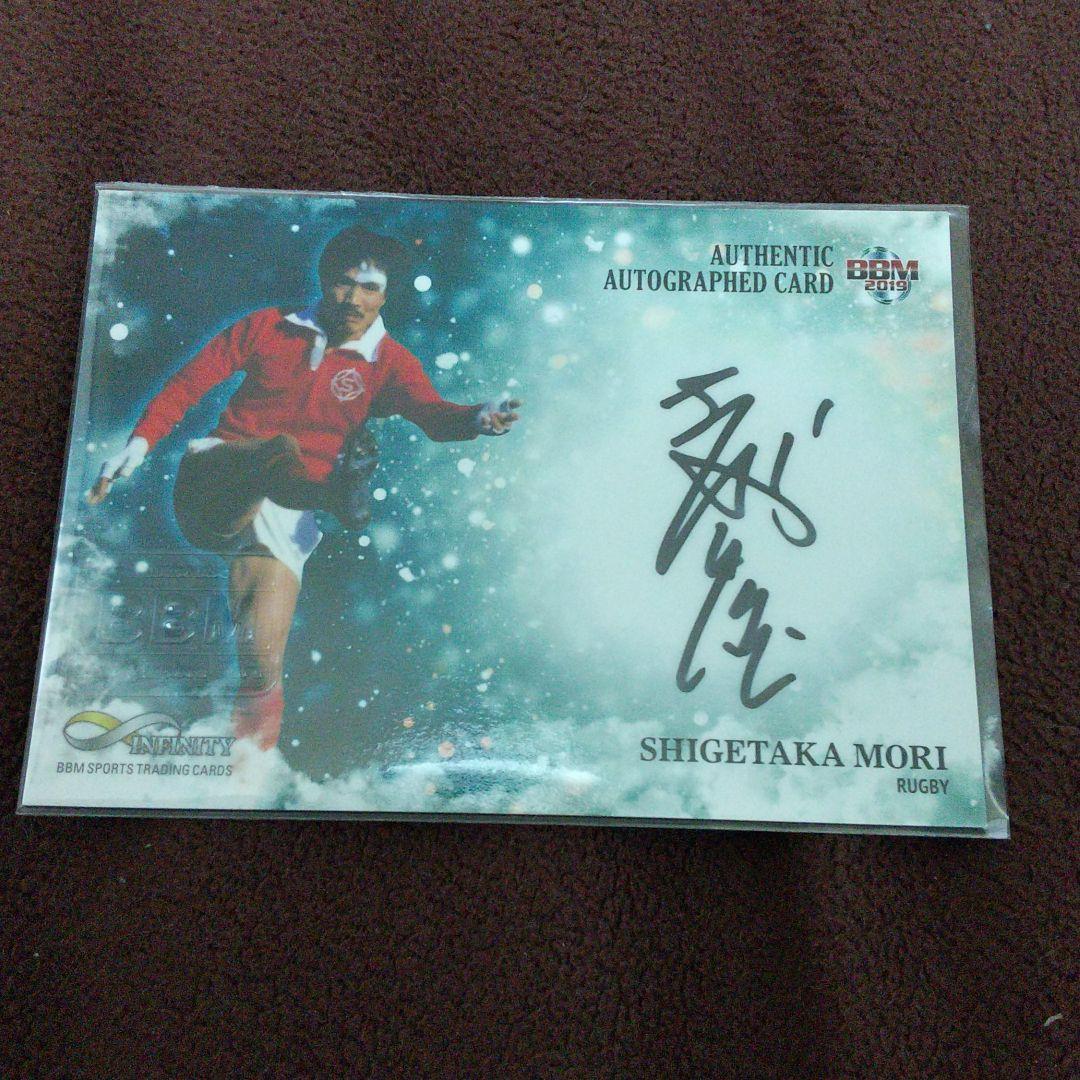 AUTHENTIC
AUTOGRAPHED CARD
BBM
2019
S
BBM
INFINITY
BBM SPORTS TRADING CARDS
SHIGETAKA MORI
RUGBY